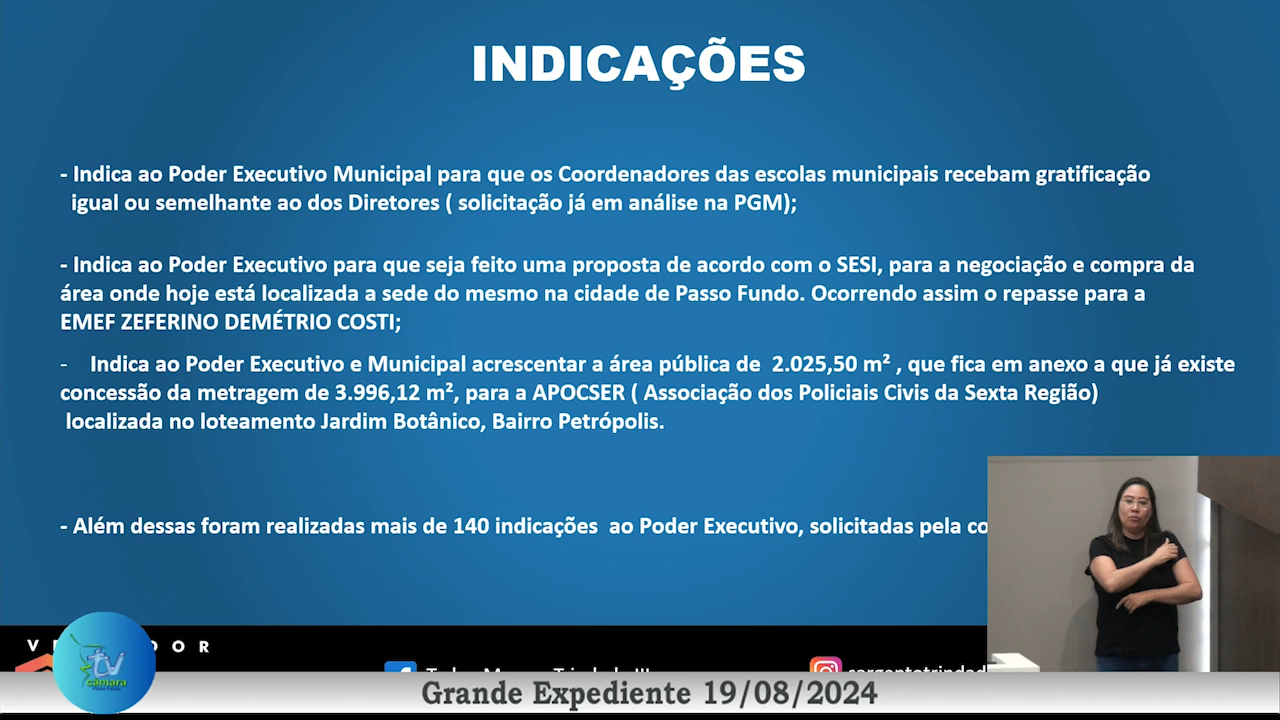 INDICAÇÕES
- Indica ao Poder Executivo Municipal para que os Coordenadores das escolas municipais recebam gratificação
igual ou semelhante ao dos Diretores ( solicitação já em análise na PGM);
- Indica ao Poder Executivo para que seja feito uma proposta de acordo com o SESI, para a negociação e compra da
área onde hoje está localizada a sede do mesmo na cidade de Passo Fundo. Ocorrendo assim o repasse para a
EMEF ZEFERINO DEMÉTRIO COSTI;
- Indica ao Poder Executivo e Municipal acrescentar a área pública de 2.025,50 m² , que fica em anexo a que já existe
concessão da metragem de 3.996,12 m², para a APOCSER ( Associação dos Policiais Civis da Sexta Região)
localizada no loteamento Jardim Botânico, Bairro Petrópolis.
- Além dessas foram realizadas mais de 140 indicações ao Poder Executivo, solicitadas pela
tv
camara
Grande Expediente 19/08/2024